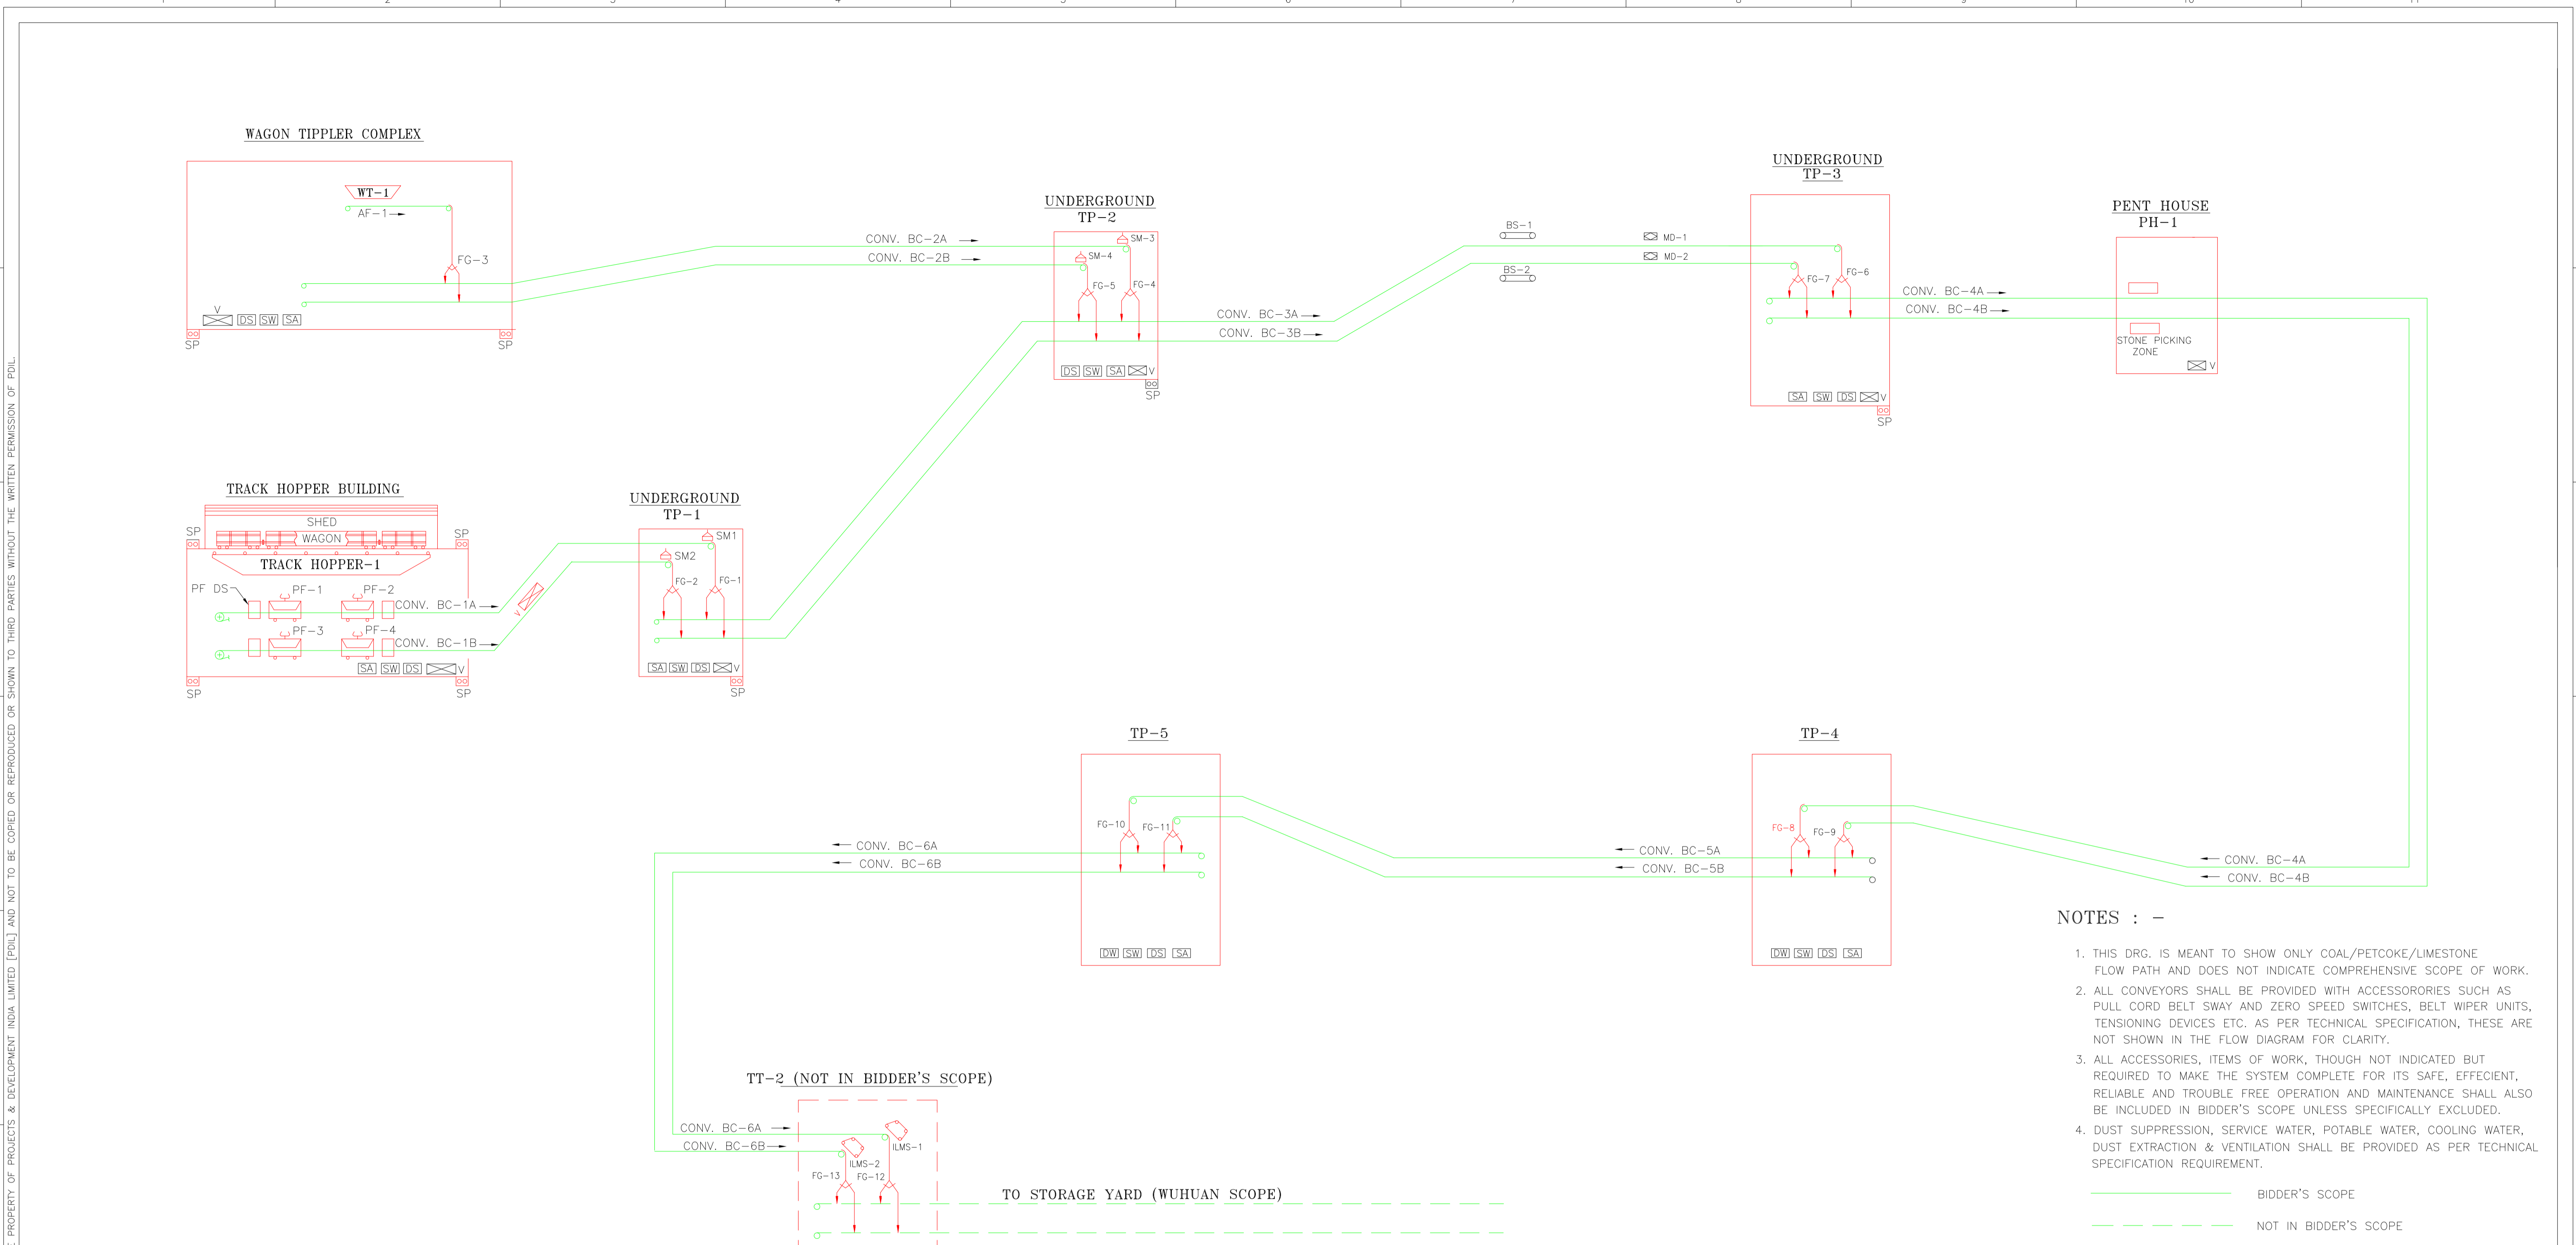 WAGON TIPPLER COMPLEX
WT-1
AF-1
FG-3
V
DS SW SA
SP
SP
CONV. BC-2A
CONV. BC-2B
UNDERGROUND
TP-2
SM-3
SM-4
FG-5
FG-4
DS SW SA V
SP
CONV. BC-3A
CONV. BC-3B
BS-1
BS-2
MD-1
MD-2
UNDERGROUND
TP-3
FG-7
FG-6
SA SW DS V
SP
CONV. BC-4A
CONV. BC-4B
PENT HOUSE
PH-1
STONE PICKING
ZONE
V
TRACK HOPPER BUILDING
SP
SHED
SP
WAGON
TRACK HOPPER-1
PF DS
PF-1
PF-2
CONV. BC-1A
PF-3
PF-4
CONV. BC-1B
SA SW DS V
SP
SP
V
UNDERGROUND
TP-1
SM1
SM2
FG-2
FG-1
SA SW DS V
SP
TP-5
FG-10
FG-11
DW SW DS SA
CONV. BC-6A
CONV. BC-6B
TP-4
FG-8
FG-9
DW SW DS SA
CONV. BC-5A
CONV. BC-5B
CONV. BC-4A
CONV. BC-4B
TT-2 (NOT IN BIDDER'S SCOPE)
CONV. BC-6A
CONV. BC-6B
ILMS-1
ILMS-2
FG-13
FG-12
TO STORAGE YARD (WUHUAN SCOPE)
NOTES : -
1. THIS DRG. IS MEANT TO SHOW ONLY COAL/PETCOKE/LIMESTONE
FLOW PATH AND DOES NOT INDICATE COMPREHENSIVE SCOPE OF WORK.
2. ALL CONVEYORS SHALL BE PROVIDED WITH ACCESSORORIES SUCH AS
PULL CORD BELT SWAY AND ZERO SPEED SWITCHES, BELT WIPER UNITS,
TENSIONING DEVICES ETC. AS PER TECHNICAL SPECIFICATION, THESE ARE
NOT SHOWN IN THE FLOW DIAGRAM FOR CLARITY.
3. ALL ACCESSORIES, ITEMS OF WORK, THOUGH NOT INDICATED BUT
REQUIRED TO MAKE THE SYSTEM COMPLETE FOR ITS SAFE, EFFECIENT,
RELIABLE AND TROUBLE FREE OPERATION AND MAINTENANCE SHALL ALSO
BE INCLUDED IN BIDDER'S SCOPE UNLESS SPECIFICALLY EXCLUDED.
4. DUST SUPPRESSION, SERVICE WATER, POTABLE WATER, COOLING WATER,
DUST EXTRACTION & VENTILATION SHALL BE PROVIDED AS PER TECHNICAL
SPECIFICATION REQUIREMENT.
BIDDER'S SCOPE
NOT IN BIDDER'S SCOPE
PROPERTY OF PROJECTS & DEVELOPMENT INDIA LIMITED [PDIL] AND NOT TO BE COPIED OR REPRODUCED OR SHOWN TO THIRD PARTIES WITHOUT THE WRITTEN PERMISSION OF PDIL.